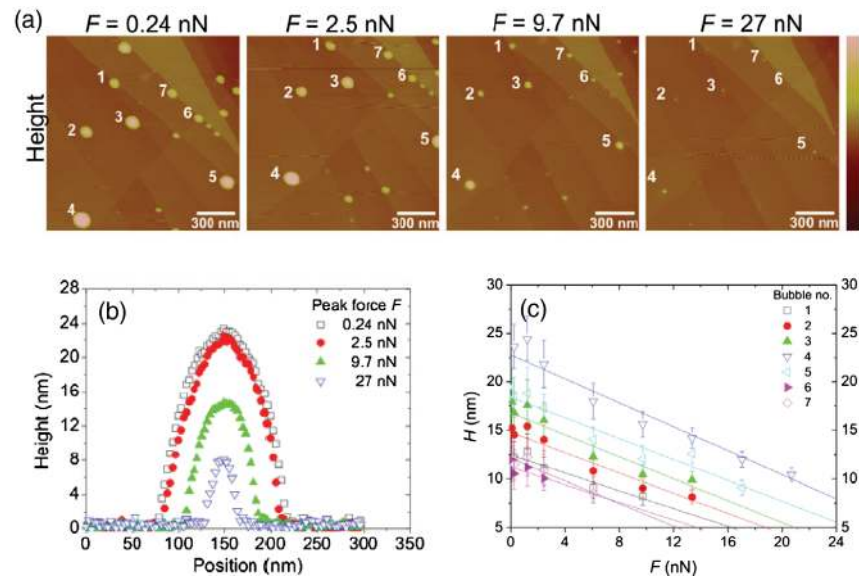 (a)
F = 0.24 nN
F = 2.5 nN
F = 9.7 nN
F = 27 nN
Height
1
2
3
4
5
6
7
300 nm
1
2
3
4
5
6
7
300 nm
1
2
3
4
5
6
7
300 nm
1
2
3
4
5
6
7
300 nm
(b)
Peak force F
0.24 nN
2.5 nN
9.7 nN
27 nN
Height (nm)
28
24
20
16
12
8
4
0
0 50 100 150 200 250 300 350
Position (nm)
(c)
Bubble no.
1
2
3
4
5
6
7
H (nm)
30
25
20
15
10
5
30
25
20
15
10
5
0 4 8 12 16 20 24
F (nN)